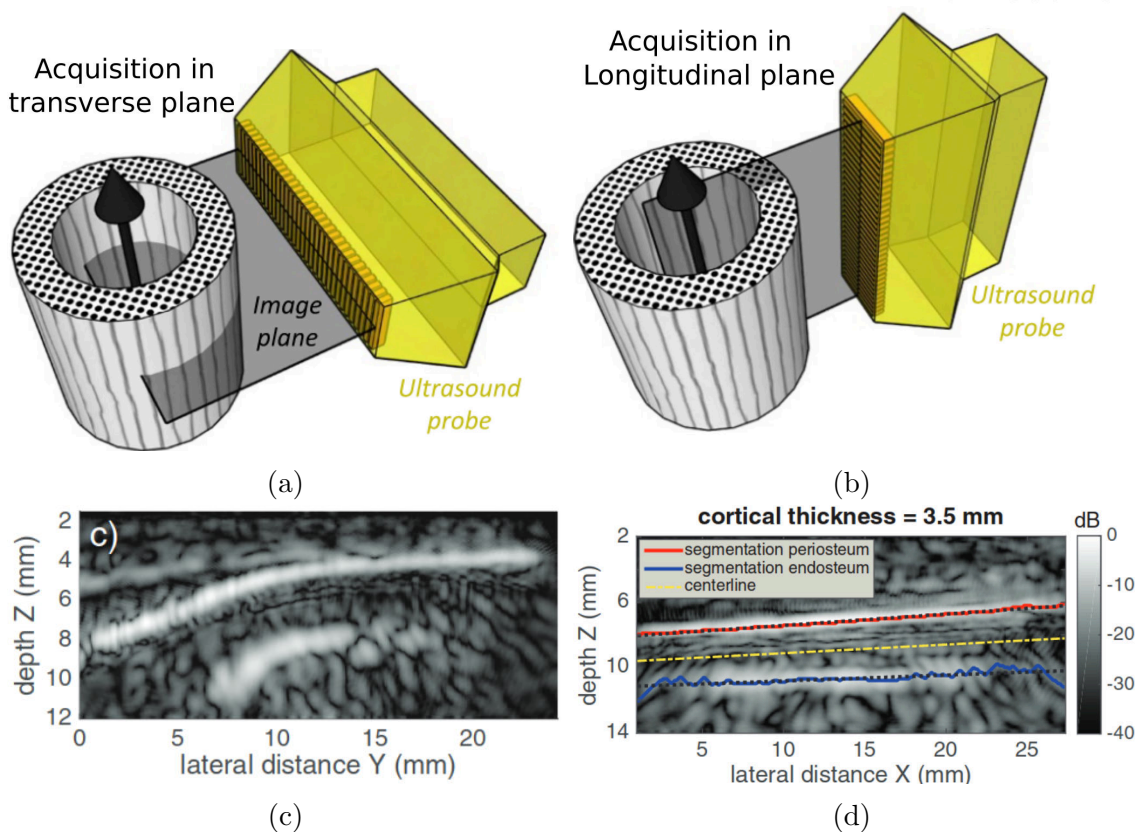 Acquisition in
transverse plane
Image
plane
Ultrasound
probe
(a)
Acquisition in
Longitudinal plane
Ultrasound
probe
(b)
c)
2
4
6
8
10
12
depth Z (mm)
0
5
10
15
20
lateral distance Y (mm)
(c)
cortical thickness = 3.5 mm
segmentation periosteum
segmentation endosteum
centerline
2
6
10
14
depth Z (mm)
5
10
15
20
25
lateral distance X (mm)
dB
0
-10
-20
-30
-40
(d)